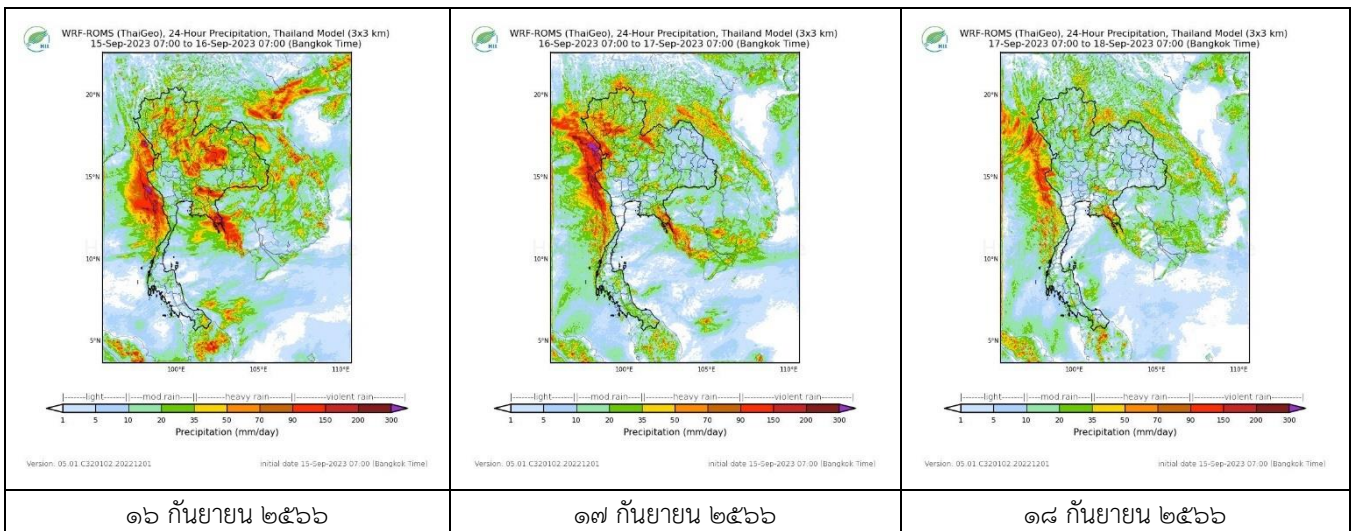 WRF-ROMS (ThaiGeo), 24-Hour Precipitation, Thailand Model (3x3 km)
15-Sep-2023 07:00 to 16-Sep-2023 07:00 (Bangkok Time)
20°N
15°N
10°N
5°N
100°E 105°E 110°E
|-------light-----||----mod.rain-----||---------heavy rain-------||--------violent rain--------|
1 5 10 20 35 50 70 90 150 200 300
Precipitation (mm/day)
Version: 05.01 C320102.20221201 initial date 15-Sep-2023 07:00 (Bangkok Time)
๑๖ กันยายน ๒๕๖๖
WRF-ROMS (ThaiGeo), 24-Hour Precipitation, Thailand Model (3x3 km)
16-Sep-2023 07:00 to 17-Sep-2023 07:00 (Bangkok Time)
20°N
15°N
10°N
5°N
100°E 105°E 110°E
|-------light-----||----mod.rain-----||---------heavy rain-------||--------violent rain--------|
1 5 10 20 35 50 70 90 150 200 300
Precipitation (mm/day)
Version: 05.01 C320102.20221201 initial date 15-Sep-2023 07:00 (Bangkok Time)
๑๗ กันยายน ๒๕๖๖
WRF-ROMS (ThaiGeo), 24-Hour Precipitation, Thailand Model (3x3 km)
17-Sep-2023 07:00 to 18-Sep-2023 07:00 (Bangkok Time)
20°N
15°N
10°N
5°N
100°E 105°E 110°E
|-------light-----||----mod.rain-----||---------heavy rain-------||--------violent rain--------|
1 5 10 20 35 50 70 90 150 200 300
Precipitation (mm/day)
Version: 05.01 C320102.20221201 initial date 15-Sep-2023 07:00 (Bangkok Time)
๑๘ กันยายน ๒๕๖๖